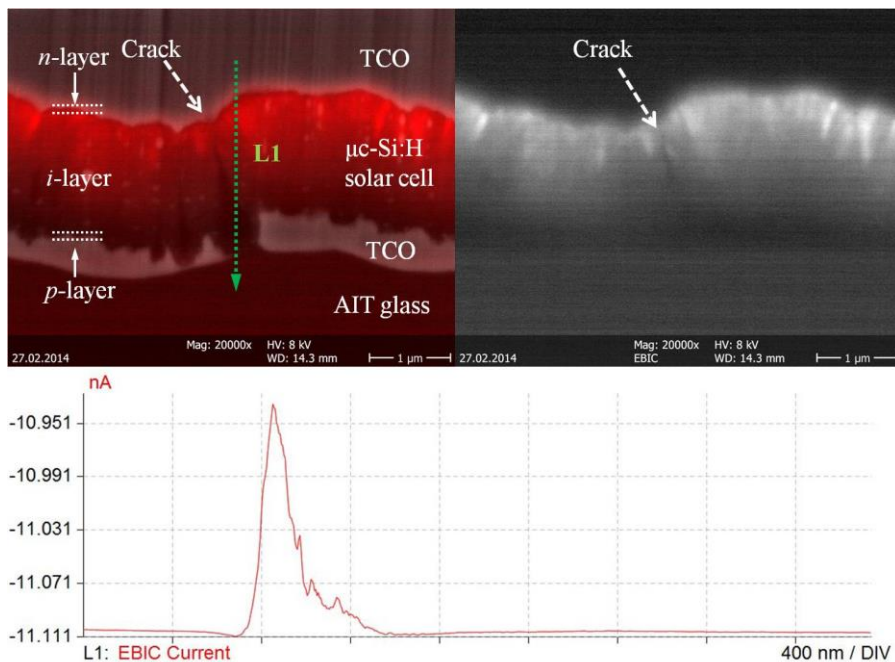 n-layer
Crack
TCO
L1
i-layer
μc-Si:H
solar cell
TCO
p-layer
AIT glass
Mag: 20000x HV: 8 kV
27.02.2014 WD: 14.3 mm 1 μm
Crack
TCO
Mag: 20000x HV: 8 kV
27.02.2014 EBIC WD: 14.3 mm 1 μm
nA
-10.951
-10.991
-11.031
-11.071
-11.111
L1: EBIC Current 400 nm / DIV